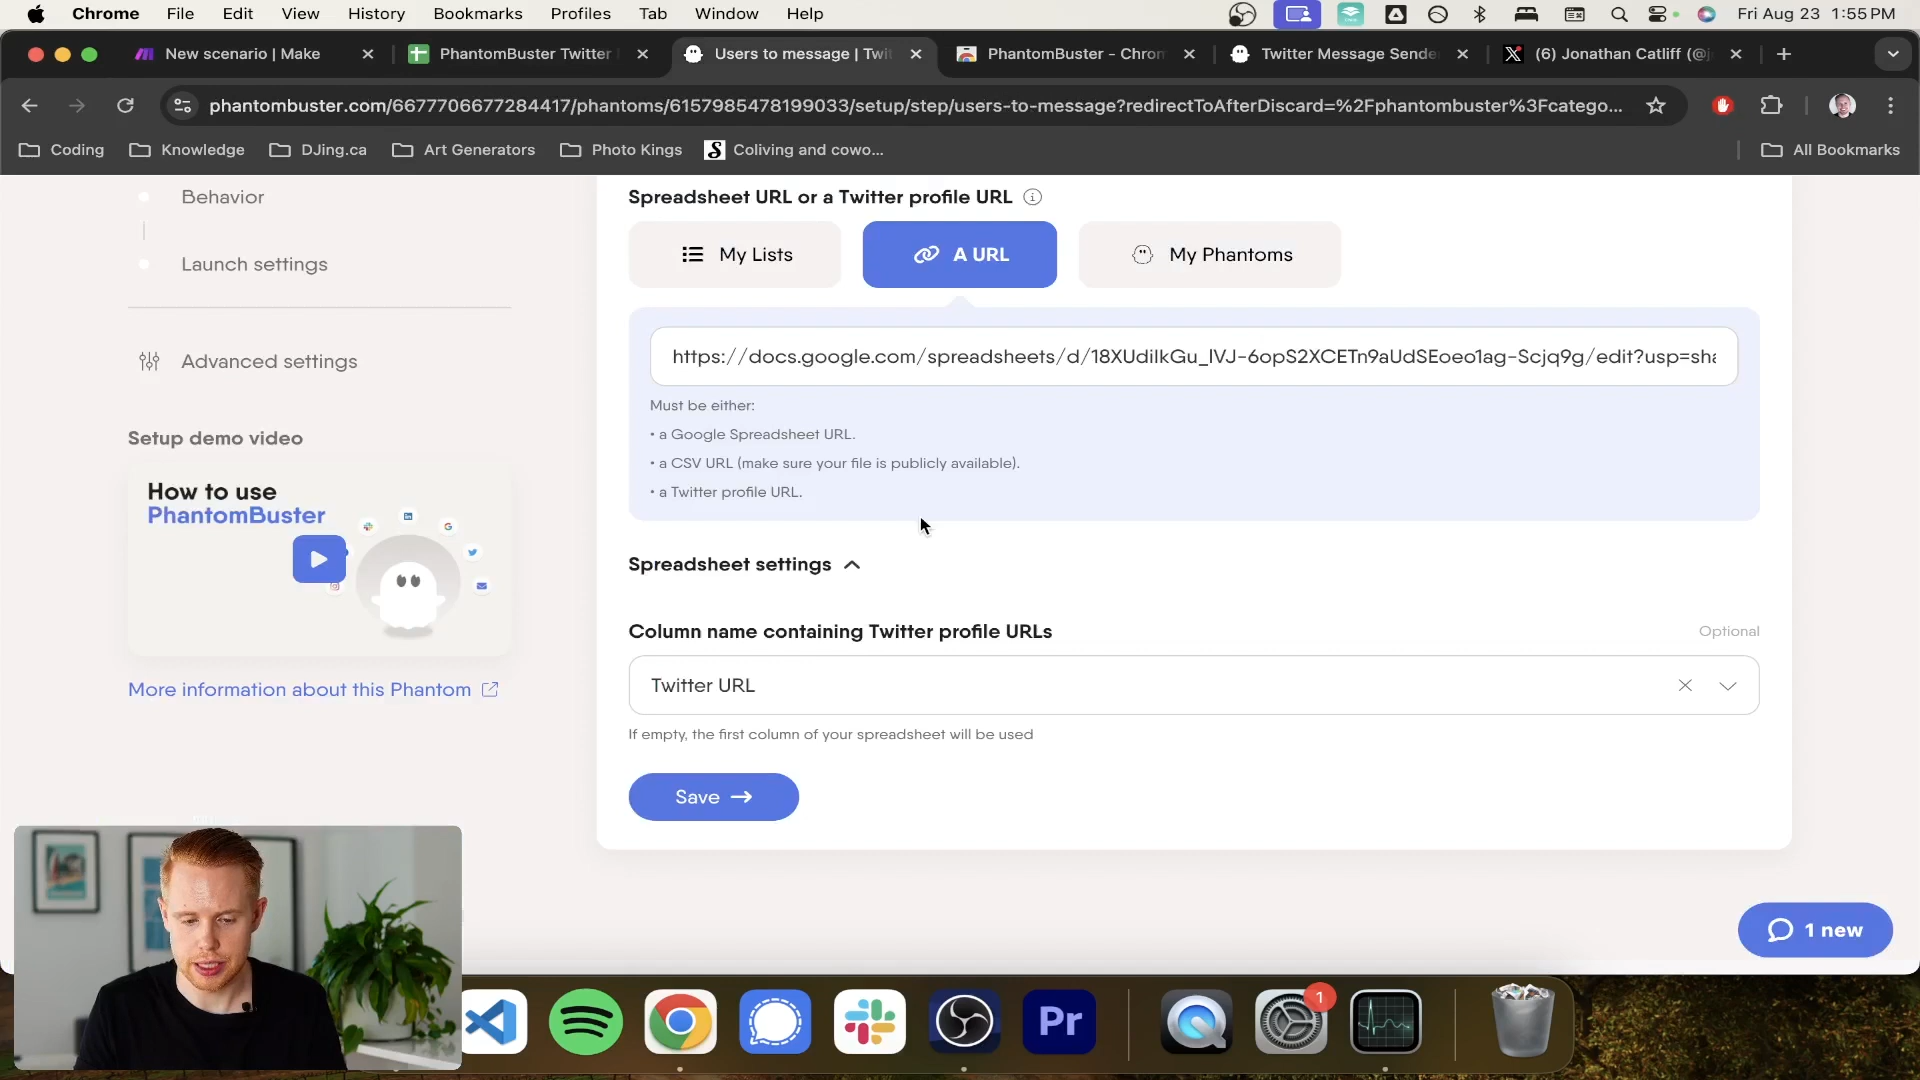 Chrome File Edit View History Bookmarks Profiles Tab Window Help Fri Aug 23 1:55 PM
New scenario | Make PhantomBuster Twitter Users to message | Twit PhantomBuster - Chrom Twitter Message Sende (6) Jonathan Catliff (@j
phantombuster.com/6677706677284417/phantoms/6157985478199033/setup/step/users-to-message?redirectToAfterDiscard=%2Fphantombuster%3Fcatego...
Coding Knowledge DJing.ca Art Generators Photo Kings Coliving and cowo... All Bookmarks
Behavior
Launch settings
Advanced settings
Setup demo video
How to use
PhantomBuster
More information about this Phantom
Spreadsheet URL or a Twitter profile URL
My Lists A URL My Phantoms
https://docs.google.com/spreadsheets/d/18XUdiIkGu_lVJ-6opS2XCETn9aUdSEoeo1ag-Scjq9g/edit?usp=sha
Must be either:
• a Google Spreadsheet URL.
• a CSV URL (make sure your file is publicly available).
• a Twitter profile URL.
Spreadsheet settings
Column name containing Twitter profile URLs Optional
Twitter URL
If empty, the first column of your spreadsheet will be used
Save
1 new
Pr
1